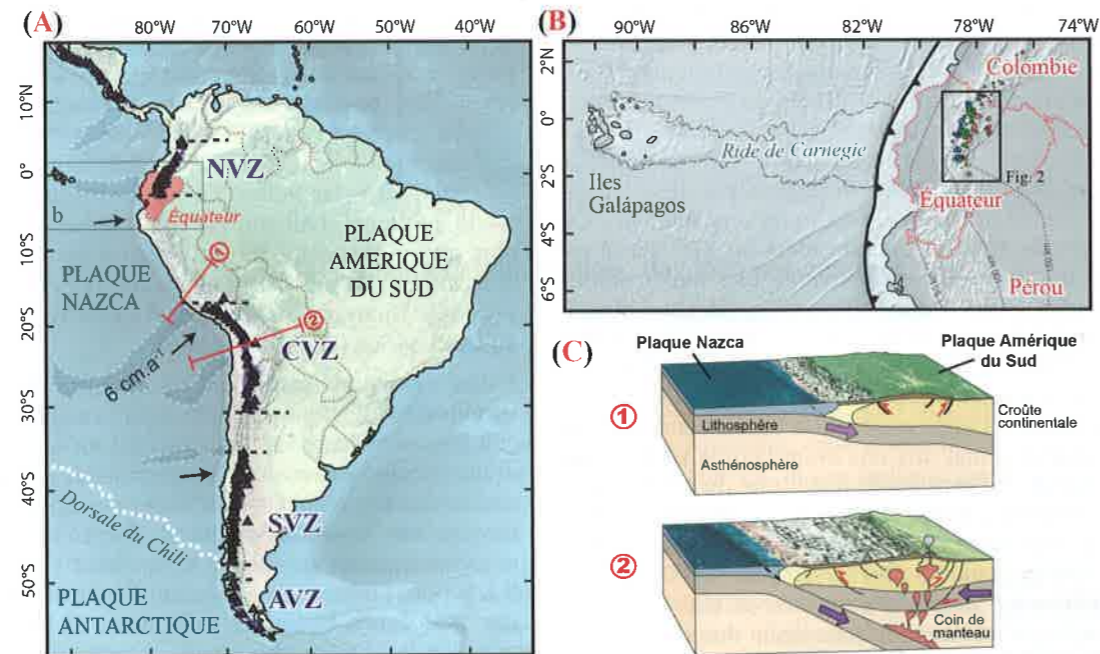 (A)
80°W 70°W 60°W 50°W 40°W
10°N
0°
10°S
20°S
30°S
40°S
50°S
NVZ
Équateur
b
PLAQUE
NAZCA
PLAQUE
AMERIQUE
DU SUD
1
2
CVZ
6 cm.a⁻¹
SVZ
Dorsale du Chili
AVZ
PLAQUE
ANTARCTIQUE
(B)
90°W 86°W 82°W 78°W 74°W
2°N
0°
2°S
4°S
6°S
Colombie
Ride de Carnegie
Iles
Galápagos
Fig. 2
Équateur
Pérou
(C)
Plaque Nazca
Plaque Amérique
du Sud
1
Lithosphère
Croûte
continentale
Asthénosphère
2
Coin de
manteau